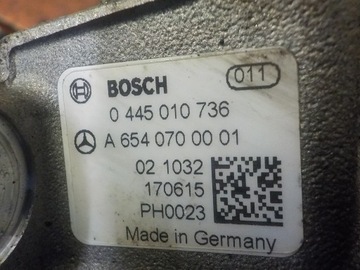 BOSCH 011
0 445 010 736
A 654 070 00 01
02 1032
170615
PH0023
Made in Germany